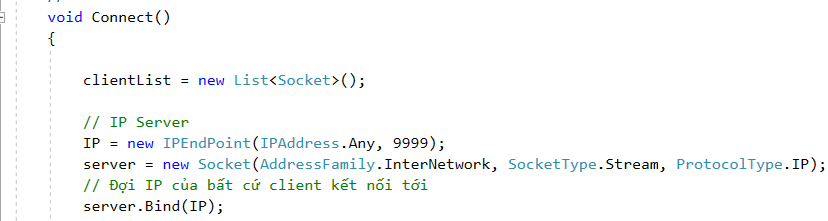 void Connect()
{
clientList = new List<Socket>();
// IP Server
IP = new IPEndPoint(IPAddress.Any, 9999);
server = new Socket(AddressFamily.InterNetwork, SocketType.Stream, ProtocolType.IP);
// Đợi IP của bất cứ client kết nối tới
server.Bind(IP);